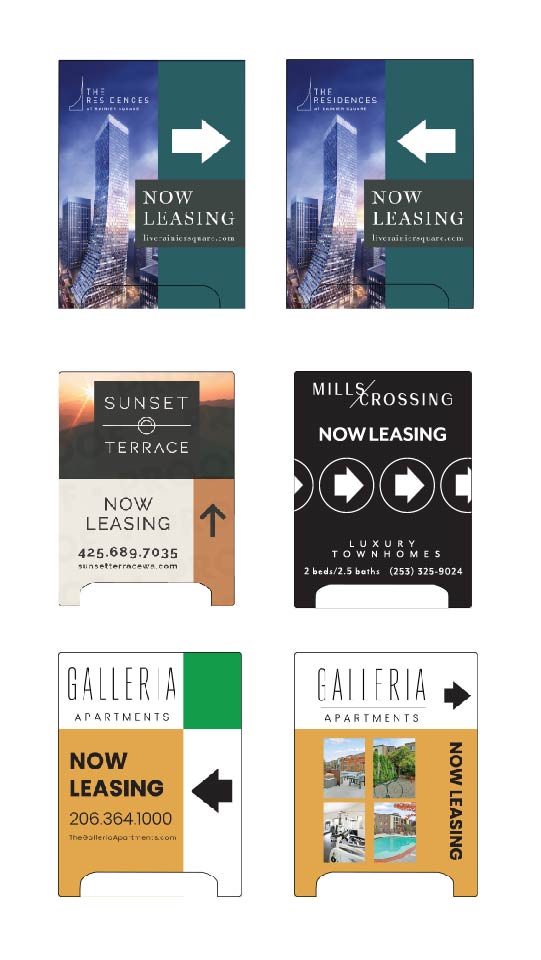 THE
RESIDENCES
AT RAINIER SQUARE
NOW
LEASING
liverainiersquare.com
THE
RESIDENCES
AT RAINIER SQUARE
NOW
LEASING
liverainiersquare.com
SUNSET
TERRACE
NOW
LEASING
425.689.7035
sunsetterracewa.com
MILLS
CROSSING
NOW LEASING
LUXURY
TOWNHOMES
2 beds/2.5 baths (253) 325-9024
GALLERIA
APARTMENTS
NOW
LEASING
206.364.1000
TheGalleriaApartments.com
GALLERIA
APARTMENTS
NOW LEASING